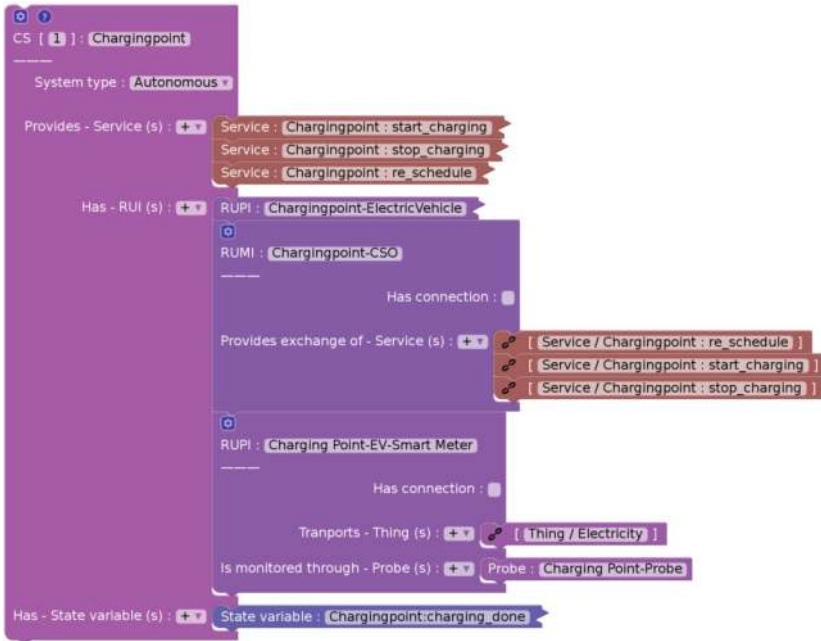 CS [ 1 ] : Chargingpoint
———
System type : Autonomous
Provides - Service (s) : + Service : Chargingpoint : start_charging
Service : Chargingpoint : stop_charging
Service : Chargingpoint : re_schedule
Has - RUI (s) : + RUPI : Chargingpoint-ElectricVehicle
RUMI : Chargingpoint-CSO
———
Has connection :
Provides exchange of - Service (s) : + [ Service / Chargingpoint : re_schedule ]
[ Service / Chargingpoint : start_charging ]
[ Service / Chargingpoint : stop_charging ]
RUPI : Charging Point-EV-Smart Meter
———
Has connection :
Tranports - Thing (s) : + [ Thing / Electricity ]
Is monitored through - Probe (s) : + Probe : Charging Point-Probe
Has - State variable (s) : + State variable : Chargingpoint:charging_done